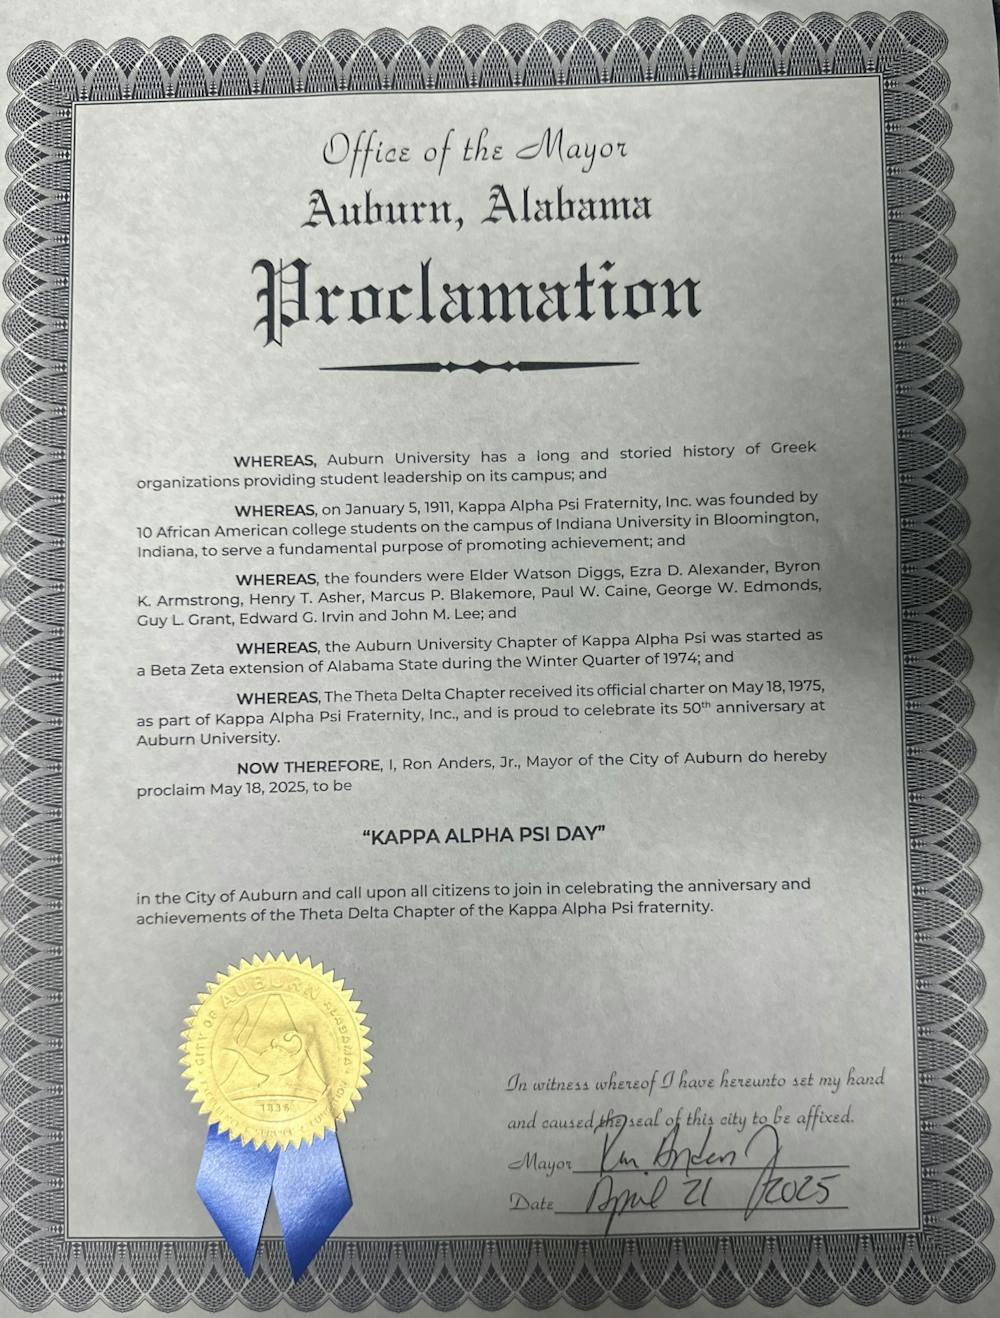 Office of the Mayor
Auburn, Alabama
Proclamation
WHEREAS, Auburn University has a long and storied history of Greek
organizations providing student leadership on its campus; and
WHEREAS, on January 5, 1911, Kappa Alpha Psi Fraternity, Inc. was founded by
10 African American college students on the campus of Indiana University in Bloomington,
Indiana, to serve a fundamental purpose of promoting achievement; and
WHEREAS, the founders were Elder Watson Diggs, Ezra D. Alexander, Byron
K. Armstrong, Henry T. Asher, Marcus P. Blakemore, Paul W. Caine, George W. Edmonds,
Guy L. Grant, Edward G. Irvin and John M. Lee; and
WHEREAS, the Auburn University Chapter of Kappa Alpha Psi was started as
a Beta Zeta extension of Alabama State during the Winter Quarter of 1974; and
WHEREAS, The Theta Delta Chapter received its official charter on May 18, 1975,
as part of Kappa Alpha Psi Fraternity, Inc., and is proud to celebrate its 50th anniversary at
Auburn University.
NOW THEREFORE, I, Ron Anders, Jr., Mayor of the City of Auburn do hereby
proclaim May 18, 2025, to be
"KAPPA ALPHA PSI DAY"
in the City of Auburn and call upon all citizens to join in celebrating the anniversary and
achievements of the Theta Delta Chapter of the Kappa Alpha Psi fraternity.
CITY OF AUBURN ALABAMA
1836
In witness whereof I have hereunto set my hand
and caused the seal of this city to be affixed.
Mayor Ron Anders Jr
Date April 21 2025